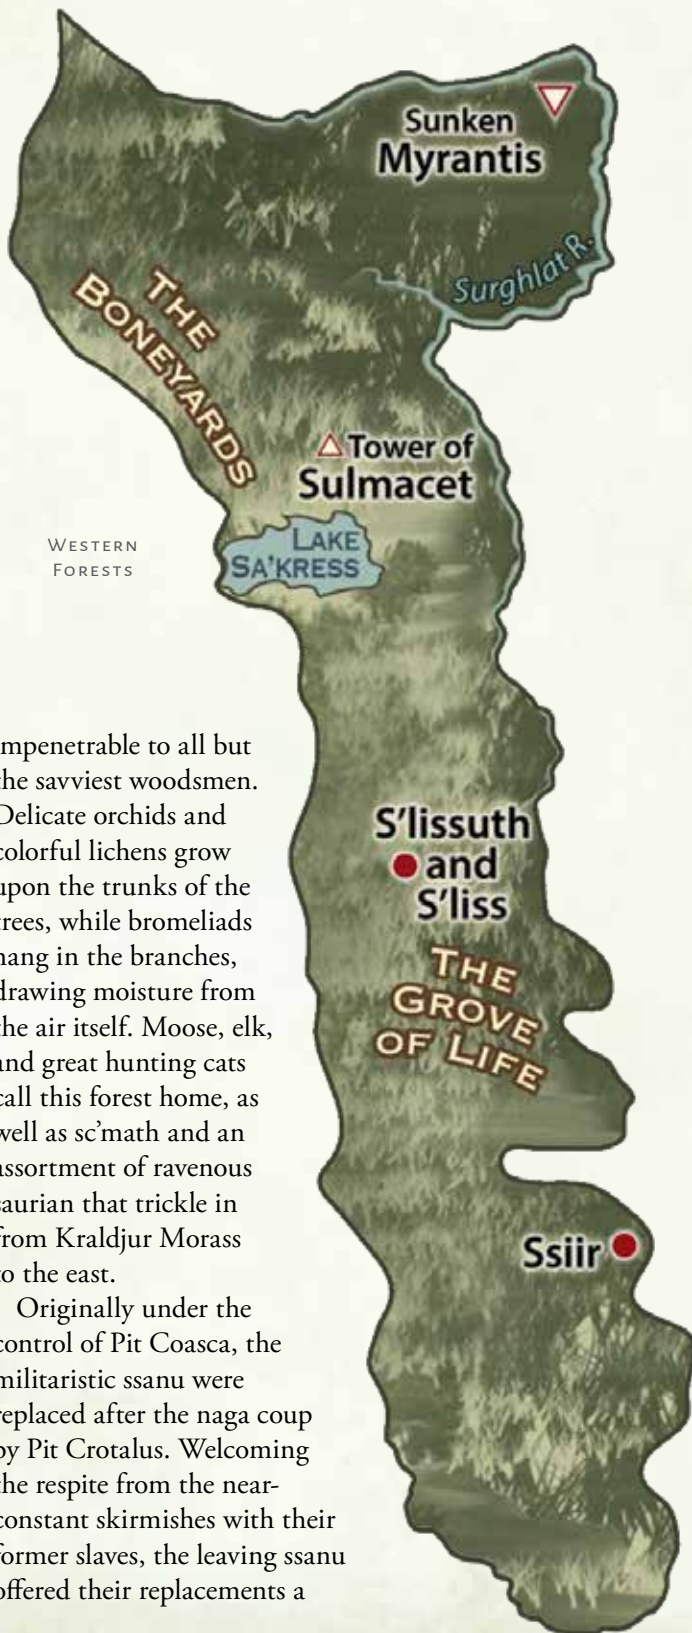 Sunken
Myrantis
Surghlat R.
THE
BONEYARDS
Tower of
Sulmacet
WESTERN
FORESTS
LAKE
SA'KRESS
impenetrable to all but
the savviest woodsmen.
Delicate orchids and
colorful lichens grow
upon the trunks of the
trees, while bromeliads
hang in the branches,
drawing moisture from
the air itself. Moose, elk,
and great hunting cats
call this forest home, as
well as sc’math and an
assortment of ravenous
saurian that trickle in
from Kraldjur Morass
to the east.
Originally under the
control of Pit Coasca, the
militaristic ssanu were
replaced after the naga coup
by Pit Crotalus. Welcoming
the respite from the near-
constant skirmishes with their
former slaves, the leaving ssanu
offered their replacements a
S'lissuth
and
S'liss
THE
GROVE
OF LIFE
Ssiir